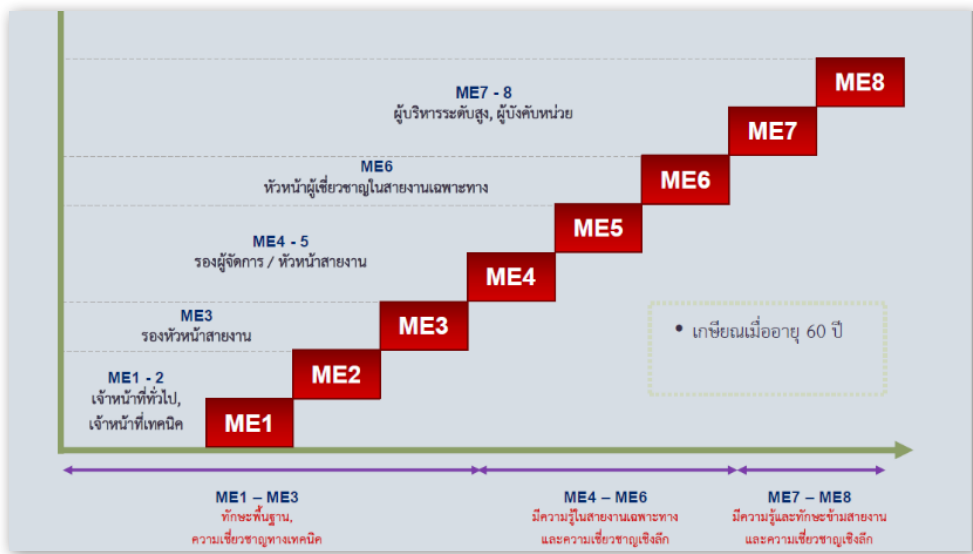 ME8
ME7 - 8
ผู้บริหารระดับสูง, ผู้บังคับหน่วย
ME7
ME6
หัวหน้าผู้เชี่ยวชาญในสายงานเฉพาะทาง
ME6
ME5
ME4 - 5
รองผู้จัดการ / หัวหน้าสายงาน
ME4
ME3
รองหัวหน้าสายงาน
ME3
• เกษียณเมื่ออายุ 60 ปี
ME2
ME1 - 2
เจ้าหน้าที่ทั่วไป,
เจ้าหน้าที่เทคนิค
ME1
ME1 – ME3
ทักษะพื้นฐาน,
ความเชี่ยวชาญทางเทคนิค
ME4 – ME6
มีความรู้ในสายงานเฉพาะทาง
และความเชี่ยวชาญเชิงลึก
ME7 – ME8
มีความรู้และทักษะข้ามสายงาน
และความเชี่ยวชาญเชิงลึก